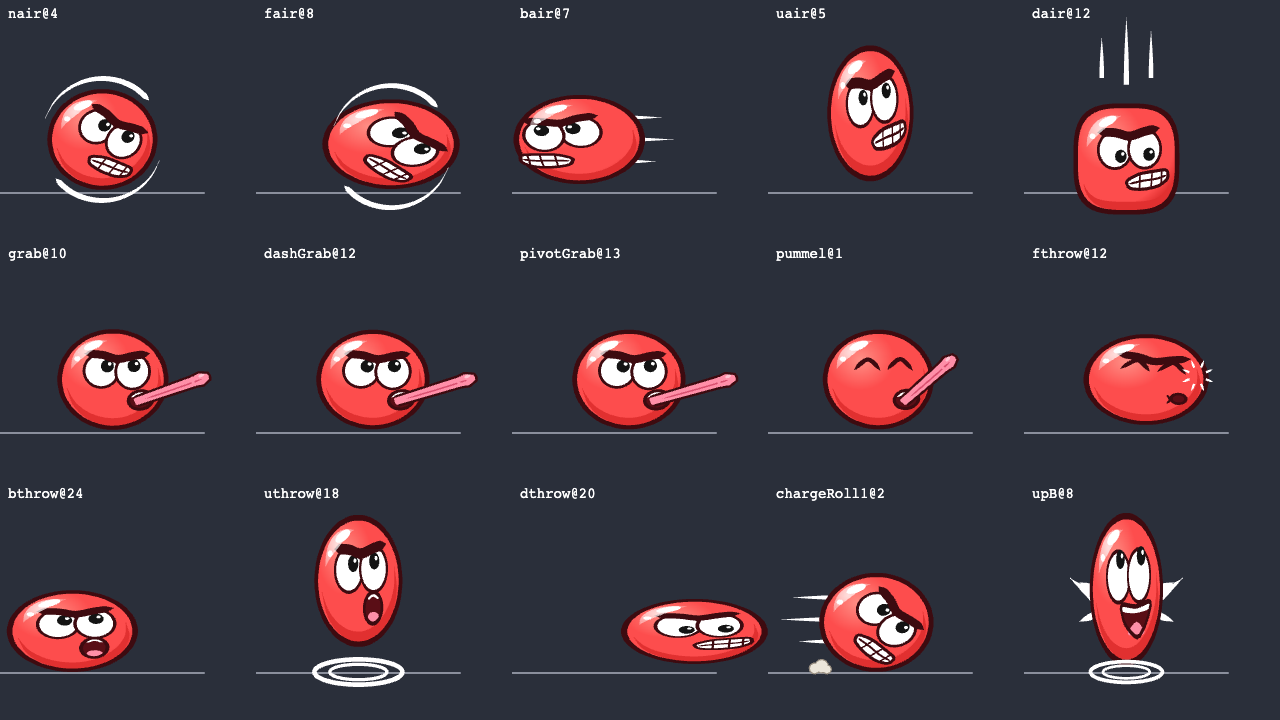 nair@4
fair@8
bair@7
uair@5
dair@12
grab@10
dashGrab@12
pivotGrab@13
pummel@1
fthrow@12
bthrow@24
uthrow@18
dthrow@20
chargeRoll1@2
upB@8